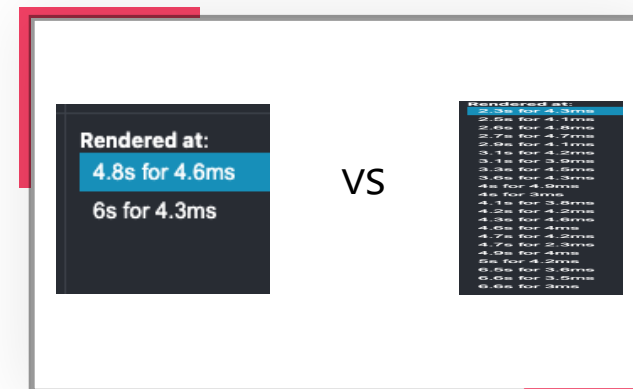 Rendered at:
4.8s for 4.6ms
6s for 4.3ms
VS
Rendered at:
2.3s for 4.3ms
2.5s for 4.1ms
2.6s for 4.8ms
2.7s for 4.7ms
2.9s for 4.1ms
3.1s for 4.2ms
3.1s for 3.9ms
3.3s for 4.5ms
3.6s for 4.3ms
4s for 4.9ms
4s for 3ms
4.1s for 3.8ms
4.2s for 4.2ms
4.3s for 4.6ms
4.6s for 4ms
4.7s for 4.2ms
4.7s for 2.3ms
4.9s for 4ms
5s for 4.2ms
6.5s for 3.6ms
6.6s for 3.5ms
6.6s for 3ms